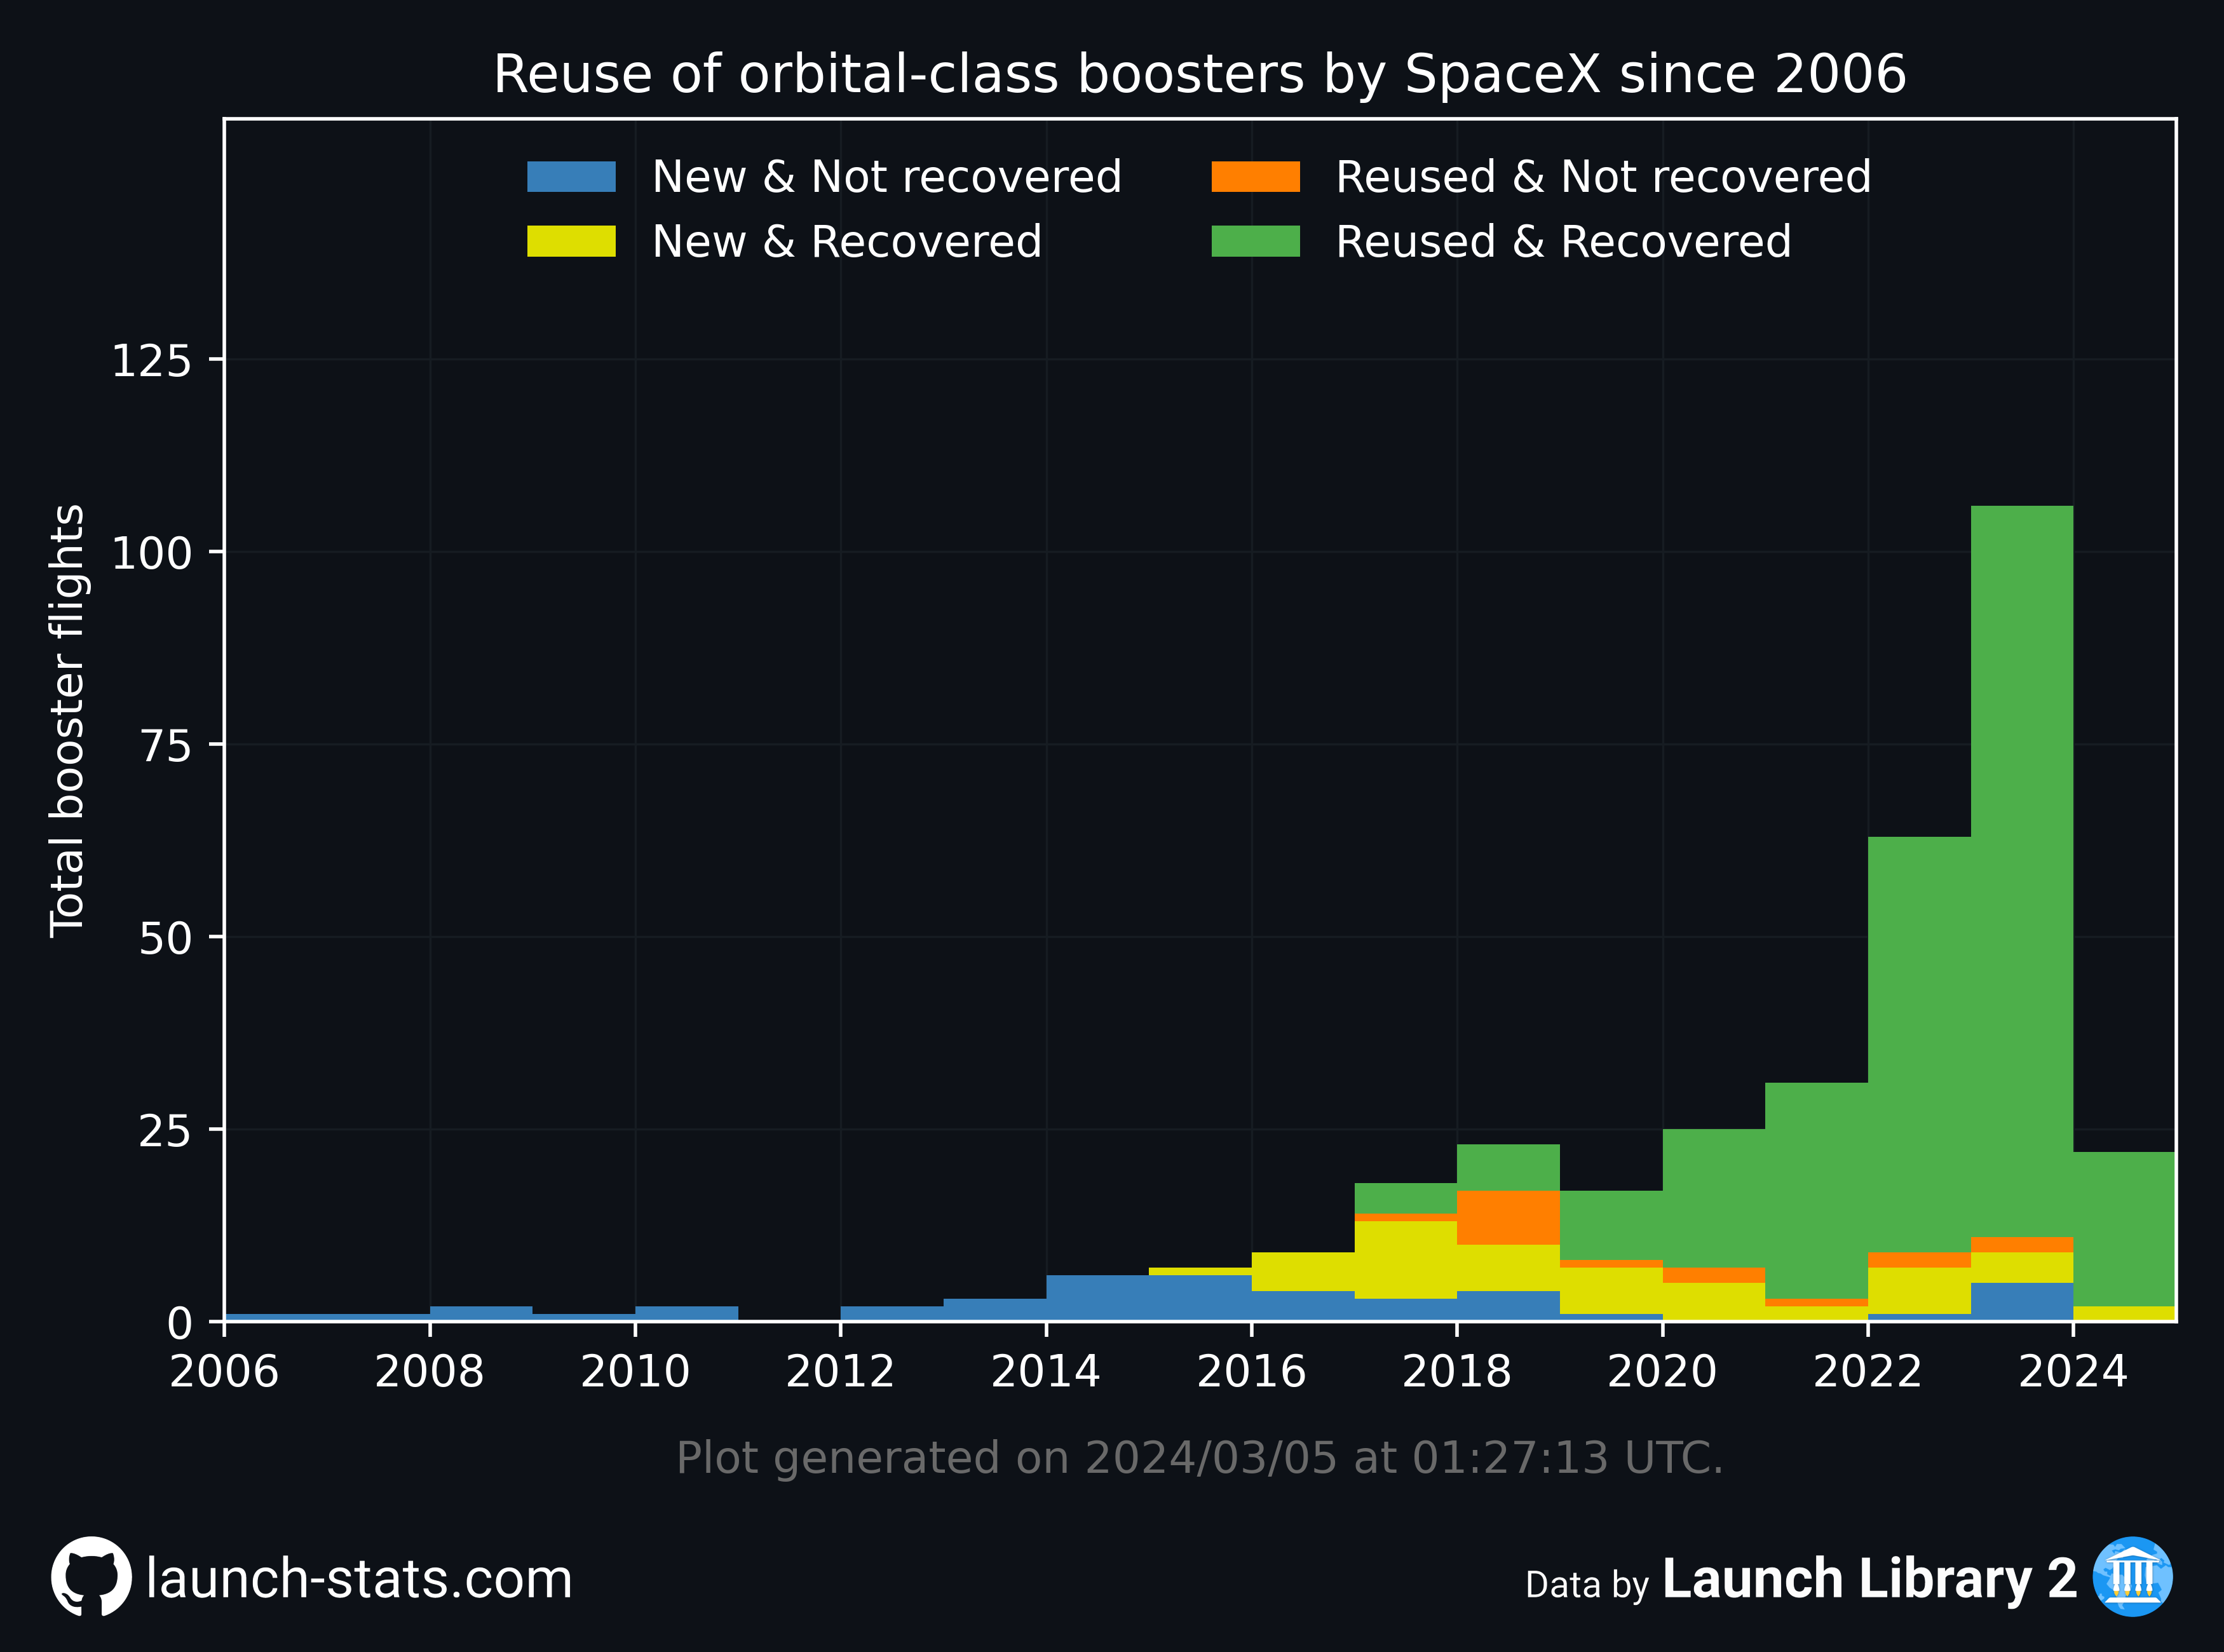 Reuse of orbital-class boosters by SpaceX since 2006
New & Not recovered
New & Recovered
Reused & Not recovered
Reused & Recovered
Total booster flights
125
100
75
50
25
0
2006 2008 2010 2012 2014 2016 2018 2020 2022 2024
Plot generated on 2024/03/05 at 01:27:13 UTC.
launch-stats.com
Data by Launch Library 2